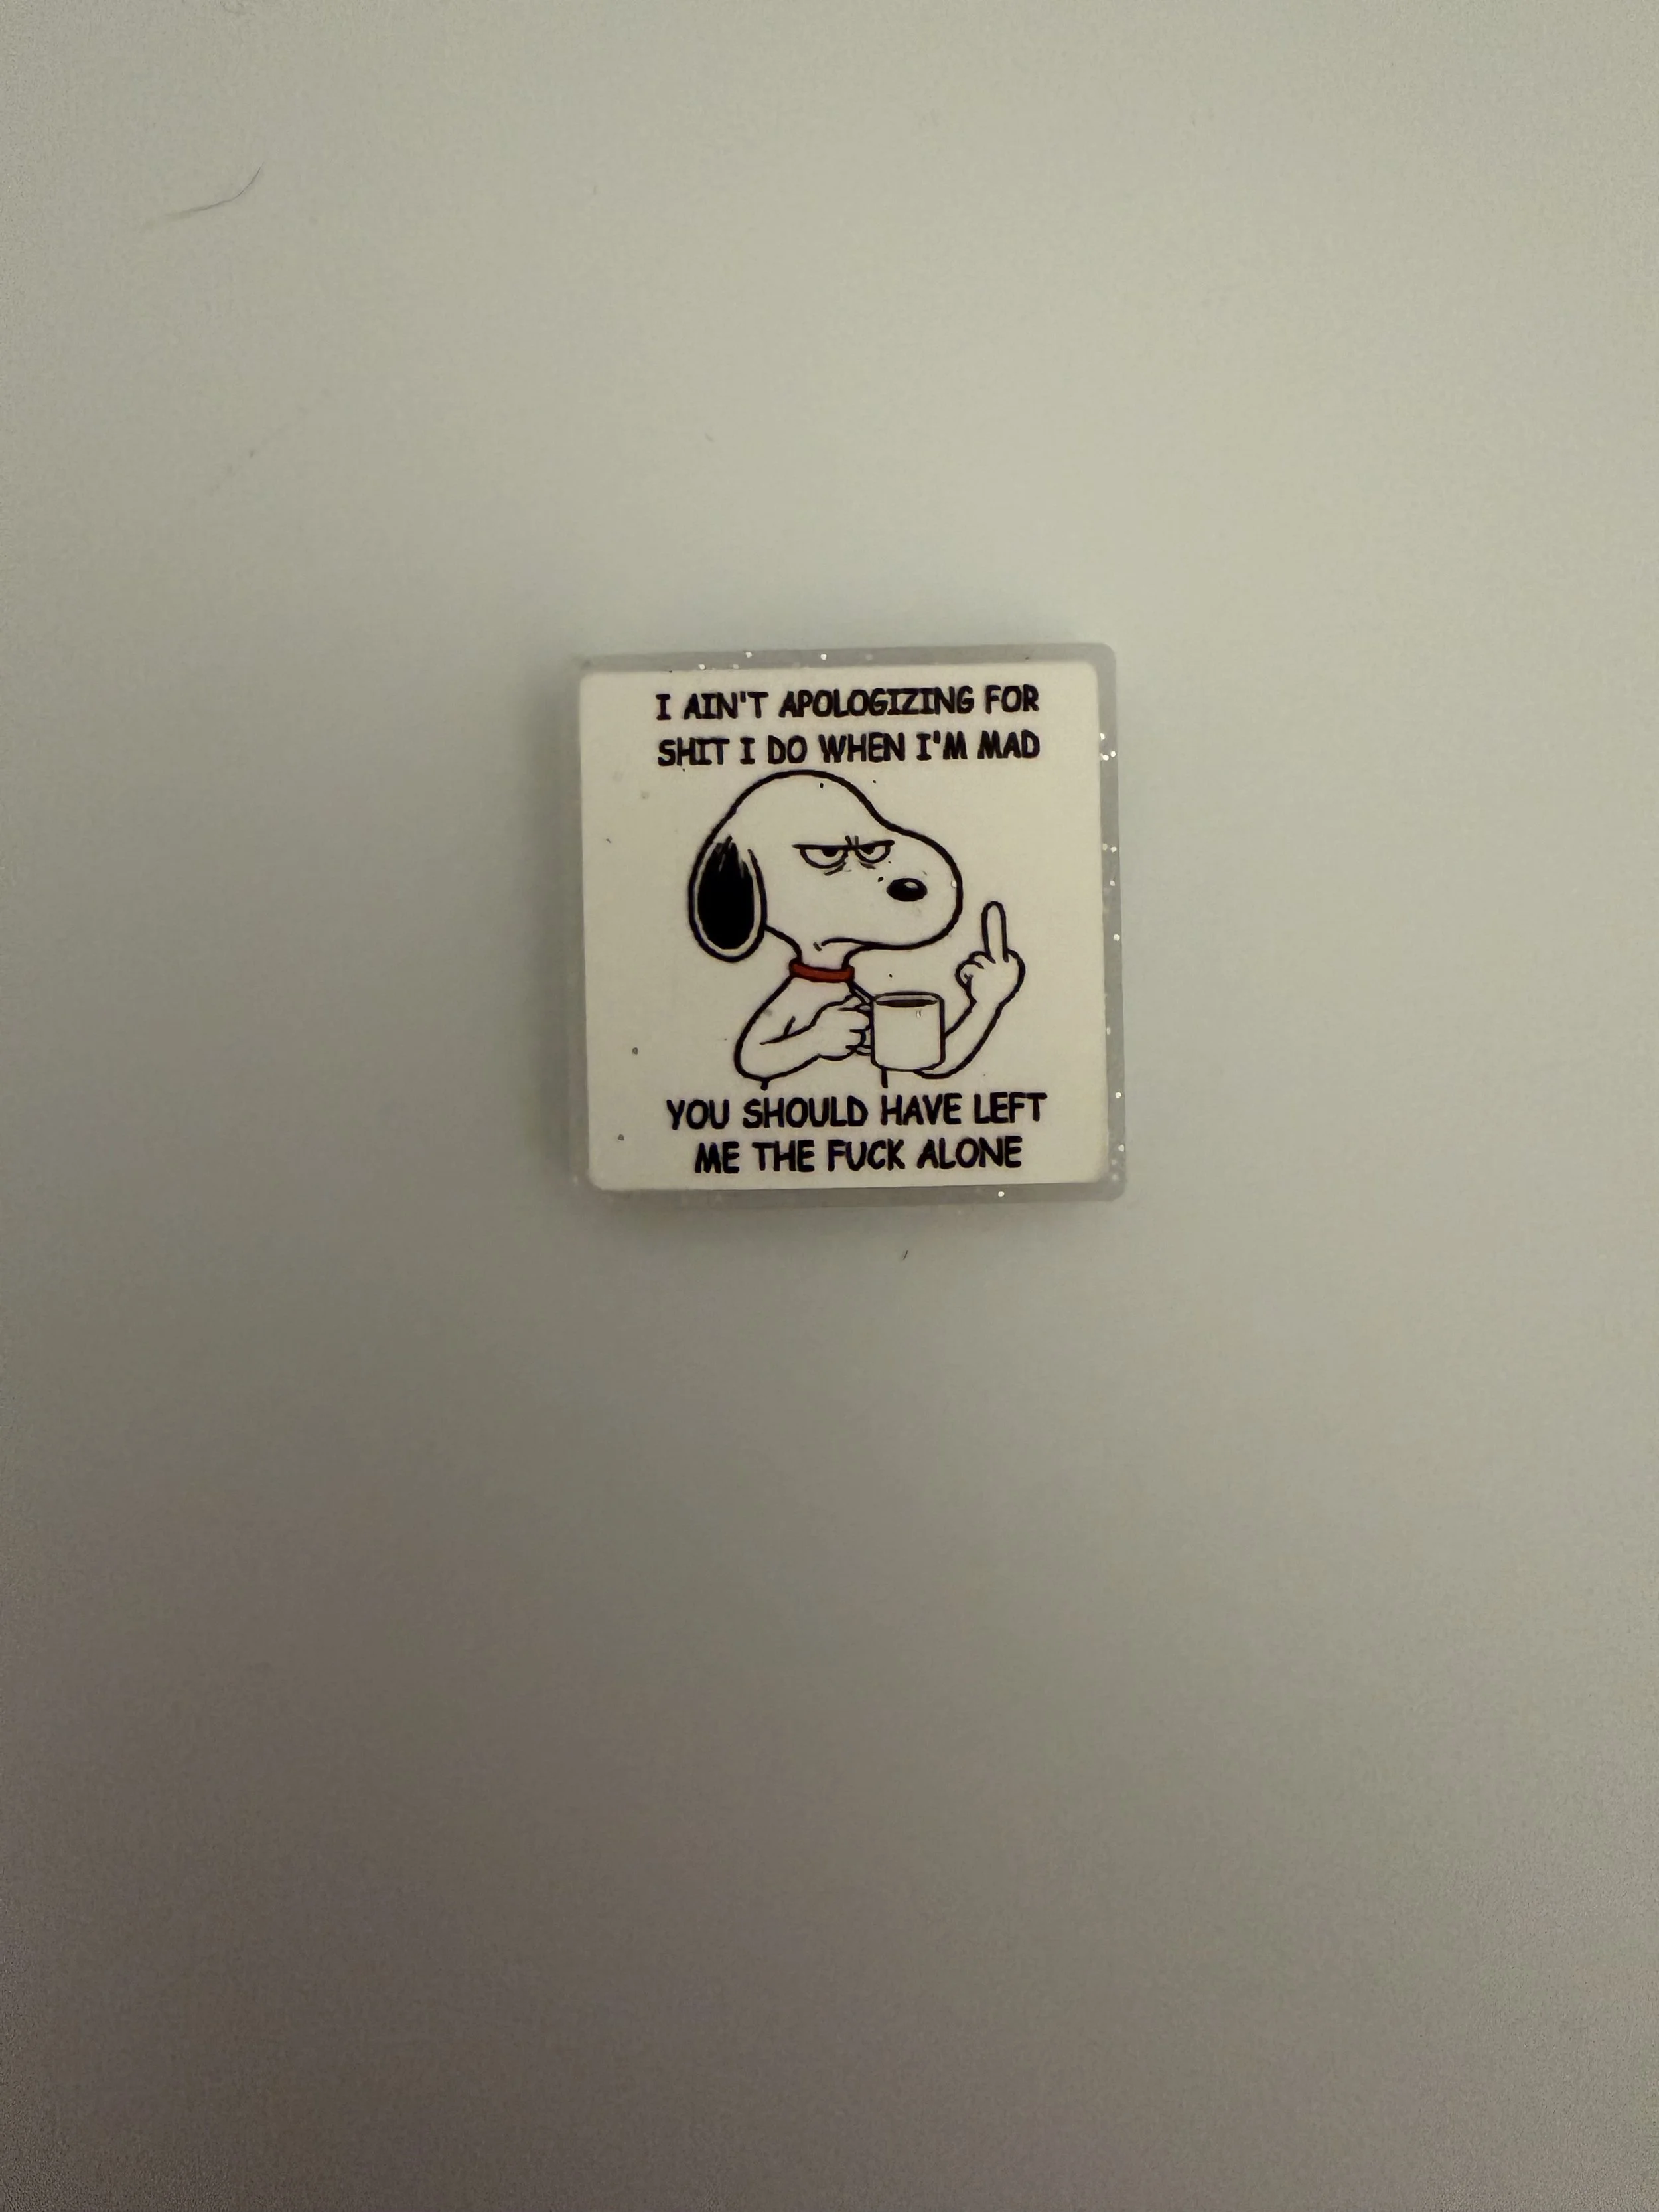 I AIN'T APOLOGIZING FOR
SHIT I DO WHEN I'M MAD
YOU SHOULD HAVE LEFT
ME THE FUCK ALONE